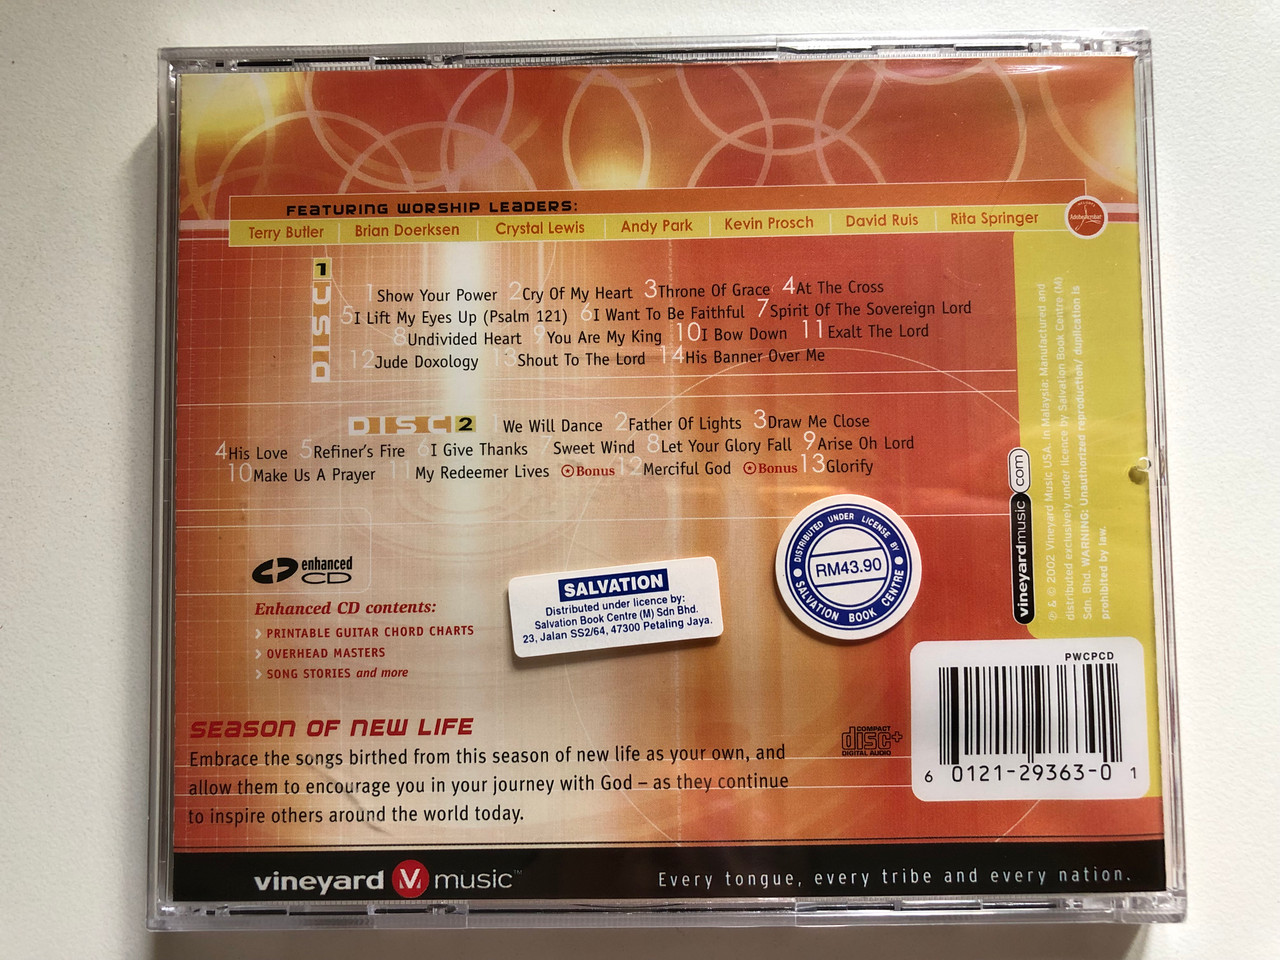 FEATURING WORSHIP LEADERS:
Terry Butler Brian Doerksen Crystal Lewis Andy Park Kevin Prosch David Ruis Rita Springer
DISC 1
1 Show Your Power 2 Cry Of My Heart 3 Throne Of Grace 4 At The Cross
5 I Lift My Eyes Up (Psalm 121) 6 I Want To Be Faithful 7 Spirit Of The Sovereign Lord
8 Undivided Heart 9 You Are My King 10 I Bow Down 11 Exalt The Lord
12 Jude Doxology 13 Shout To The Lord 14 His Banner Over Me
DISC 2 1 We Will Dance 2 Father Of Lights 3 Draw Me Close
4 His Love 5 Refiner's Fire 6 I Give Thanks 7 Sweet Wind 8 Let Your Glory Fall 9 Arise Oh Lord
10 Make Us A Prayer 11 My Redeemer Lives Bonus 12 Merciful God Bonus 13 Glorify
vineyardmusic.com
℗ & © 2002 Vineyard Music USA. In Malaysia: Manufactured and
distributed exclusively under licence by Salvation Book Centre (M)
Sdn. Bhd. WARNING: Unauthorized reproduction/ duplication is
prohibited by law.
enhanced
CD
Enhanced CD contents:
PRINTABLE GUITAR CHORD CHARTS
OVERHEAD MASTERS
SONG STORIES and more
SALVATION
Distributed under licence by:
Salvation Book Centre (M) Sdn Bhd.
23, Jalan SS2/64, 47300 Petaling Jaya.
DISTRIBUTED UNDER LICENSE BY
RM43.90
SALVATION BOOK CENTRE
PWCPCD
6 0121-29363-0 1
SEASON OF NEW LIFE
Embrace the songs birthed from this season of new life as your own, and
allow them to encourage you in your journey with God – as they continue
to inspire others around the world today.
COMPACT
disc+
DIGITAL AUDIO
vineyard V music™
Every tongue, every tribe and every nation.